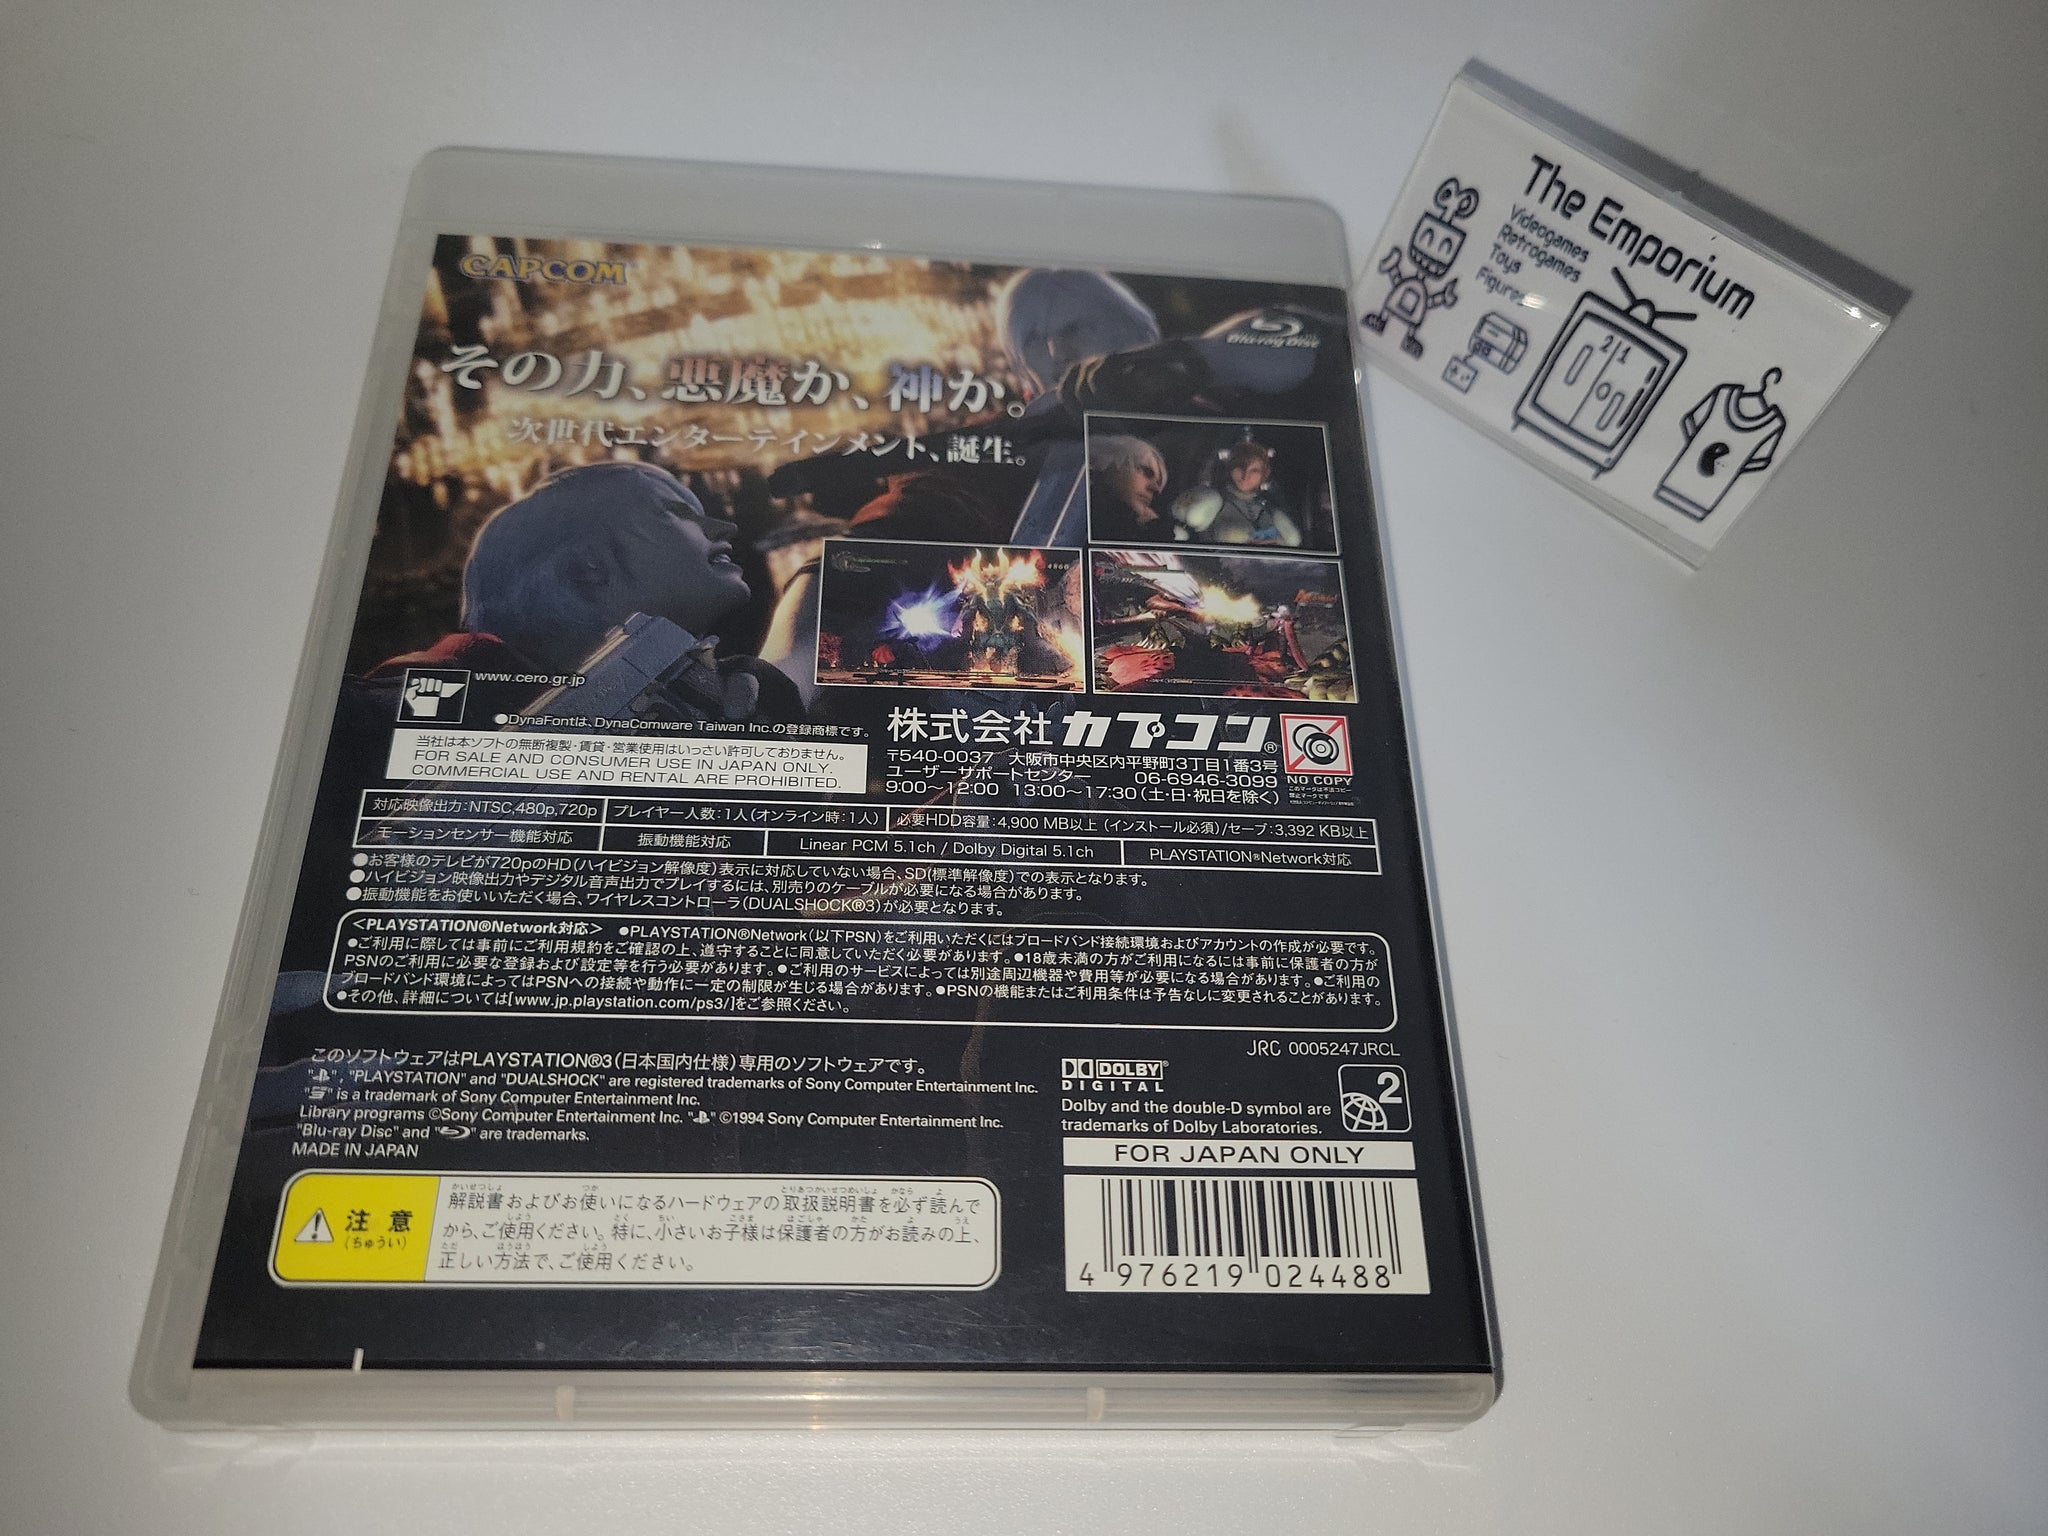 The Emporium
Videogames
Retrogames
Toys
Figures
CAPCOM
Blu-ray Disc
その力、悪魔か、神か。
次世代エンターテインメント、誕生。
www.cero.gr.jp
●DynaFontは、DynaComware Taiwan Inc.の登録商標です。
当社は本ソフトの無断複製・賃貸・営業使用はいっさい許可しておりません。
FOR SALE AND CONSUMER USE IN JAPAN ONLY.
COMMERCIAL USE AND RENTAL ARE PROHIBITED.
株式会社カプコン®
〒540-0037 大阪市中央区内平野町3丁目1番3号
ユーザーサポートセンター 06-6946-3099
9:00〜12:00 13:00〜17:30(土・日・祝日を除く)
NO COPY
対応映像出力:NTSC,480p,720p プレイヤー人数:1人(オンライン時:1人) 必要HDD容量:4,900 MB以上 (インストール必須)/セーブ:3,392 KB以上
モーションセンサー機能対応 振動機能対応 Linear PCM 5.1ch / Dolby Digital 5.1ch PLAYSTATION®Network対応
●お客様のテレビが720pのHD(ハイビジョン解像度)表示に対応していない場合、SD(標準解像度)での表示となります。
●ハイビジョン映像出力やデジタル音声出力でプレイするには、別売りのケーブルが必要になる場合があります。
●振動機能をお使いいただく場合、ワイヤレスコントローラ(DUALSHOCK®3)が必要となります。
<PLAYSTATION®Network対応> ●PLAYSTATION®Network(以下PSN)をご利用いただくにはブロードバンド接続環境およびアカウントの作成が必要です。
●ご利用に際しては事前にご利用規約をご確認の上、遵守することに同意していただく必要があります。●18歳未満の方がご利用になるには事前に保護者の方が
PSNのご利用に必要な登録および設定等を行う必要があります。●ご利用のサービスによっては別途周辺機器や費用等が必要になる場合があります。●ご利用の
ブロードバンド環境によってはPSNへの接続や動作に一定の制限が生じる場合があります。●PSNの機能またはご利用条件は予告なしに変更されることがあります。
●その他、詳細については[www.jp.playstation.com/ps3/]をご参照ください。
JRC 0005247JRCL
このソフトウェアはPLAYSTATION®3(日本国内仕様)専用のソフトウェアです。
" ", "PLAYSTATION" and "DUALSHOCK" are registered trademarks of Sony Computer Entertainment Inc.
" " is a trademark of Sony Computer Entertainment Inc.
Library programs ©Sony Computer Entertainment Inc. " " ©1994 Sony Computer Entertainment Inc.
"Blu-ray Disc" and " " are trademarks.
MADE IN JAPAN
DOLBY®
DIGITAL
Dolby and the double-D symbol are
trademarks of Dolby Laboratories.
2
FOR JAPAN ONLY
4 976219 024488
注意
(ちゅうい)
解説書およびお使いになるハードウェアの取扱説明書を必ず読んで
から、ご使用ください。特に、小さいお子様は保護者の方がお読みの上、
正しい方法で、ご使用ください。